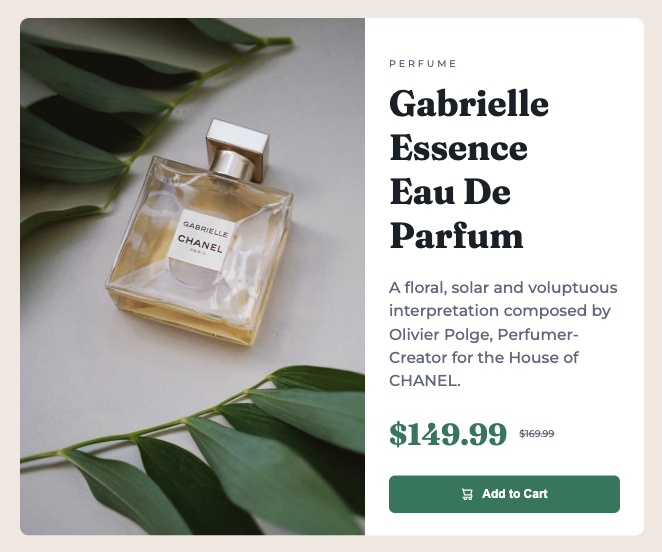 GABRIELLE
CHANEL
PARIS
PERFUME
Gabrielle
Essence
Eau De
Parfum
A floral, solar and voluptuous
interpretation composed by
Olivier Polge, Perfumer-
Creator for the House of
CHANEL.
$149.99 $169.99
Add to Cart